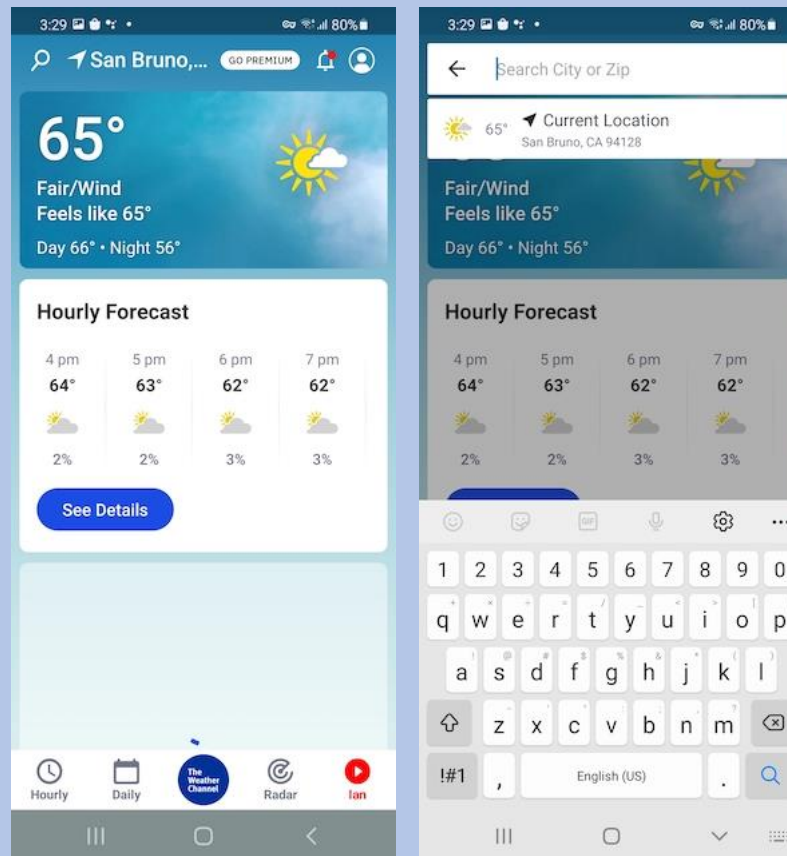 3:29 80%
San Bruno,... GO PREMIUM
65°
Fair/Wind
Feels like 65°
Day 66° • Night 56°
Hourly Forecast
4 pm 5 pm 6 pm 7 pm
64° 63° 62° 62°
2% 2% 3% 3%
See Details
Hourly Daily The Weather Channel Radar Ian
3:29 80%
Search City or Zip
65° Current Location
San Bruno, CA 94128
Fair/Wind
Feels like 65°
Day 66° • Night 56°
Hourly Forecast
4 pm 5 pm 6 pm 7 pm
64° 63° 62° 62°
2% 2% 3% 3%
GIF
1 2 3 4 5 6 7 8 9 0
q w e r t y u i o p
a s d f g h j k l
z x c v b n m
!#1 , English (US) .